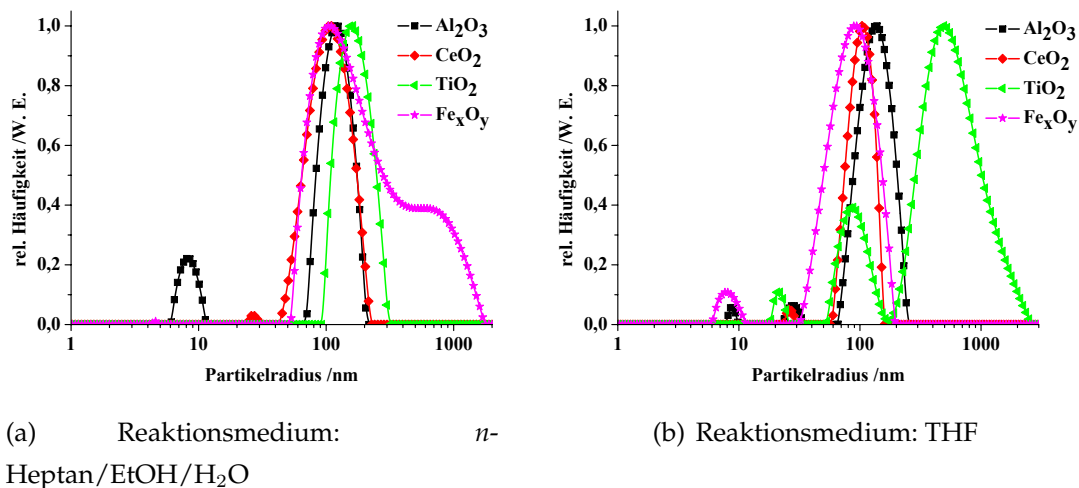 1,0
0,8
0,6
0,4
0,2
0,0
rel. Häufigkeit /W. E.
1 10 100 1000
Partikelradius /nm
Al₂O₃
CeO₂
TiO₂
FeₓOᵧ
1,0
0,8
0,6
0,4
0,2
0,0
rel. Häufigkeit /W. E.
1 10 100 1000
Partikelradius /nm
Al₂O₃
CeO₂
TiO₂
FeₓOᵧ
(a) Reaktionsmedium: n-
Heptan/EtOH/H₂O
(b) Reaktionsmedium: THF